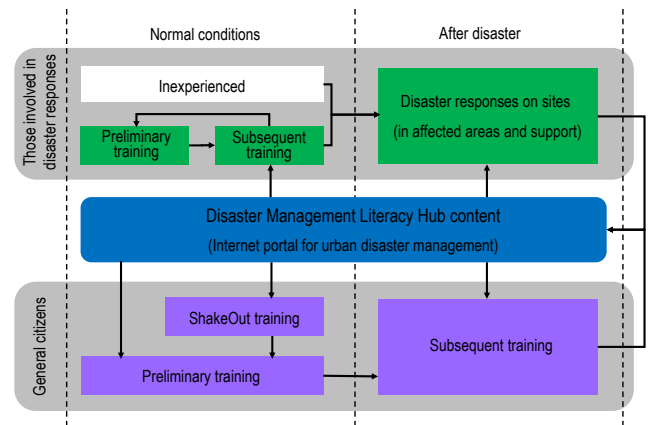 Normal conditions
After disaster
Those involved in
disaster responses
Inexperienced
Preliminary
training
Subsequent
training
Disaster responses on sites
(in affected areas and support)
Disaster Management Literacy Hub content
(Internet portal for urban disaster management)
General citizens
ShakeOut training
Preliminary training
Subsequent training